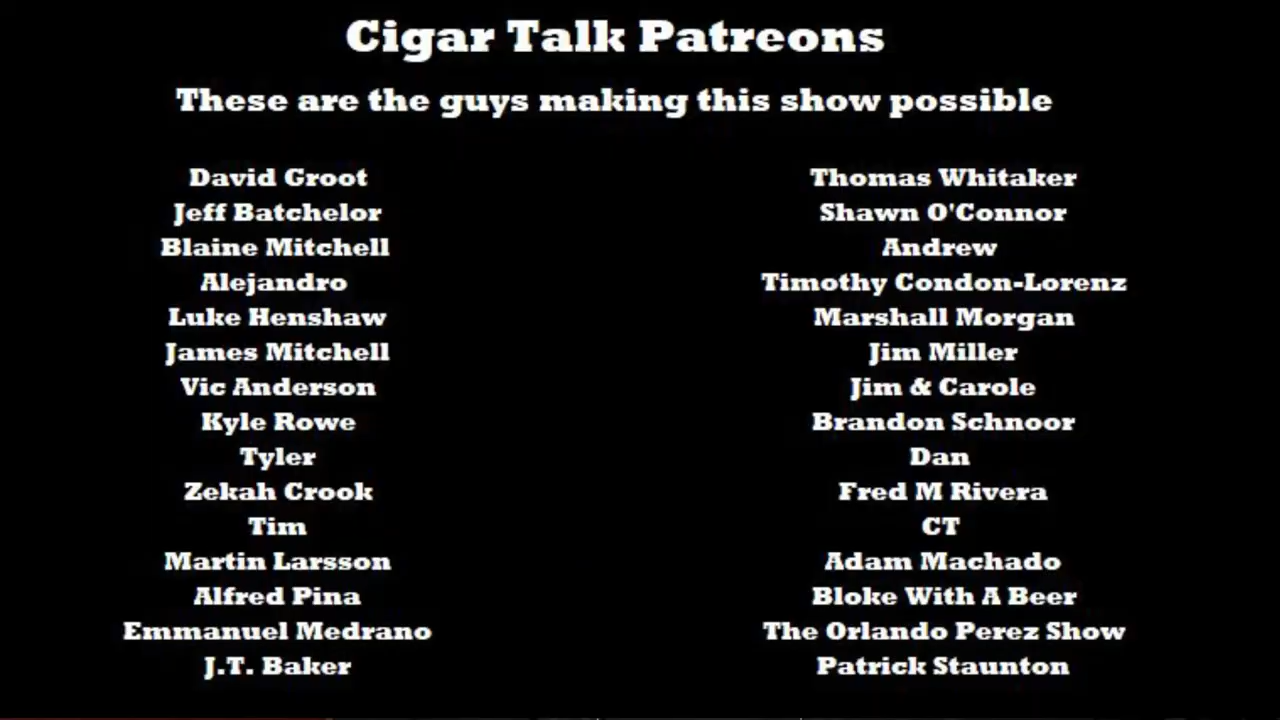 Cigar Talk Patreons
These are the guys making this show possible
David Groot
Jeff Batchelor
Blaine Mitchell
Alejandro
Luke Henshaw
James Mitchell
Vic Anderson
Kyle Rowe
Tyler
Zekah Crook
Tim
Martin Larsson
Alfred Pina
Emmanuel Medrano
J.T. Baker
Thomas Whitaker
Shawn O'Connor
Andrew
Timothy Condon-Lorenz
Marshall Morgan
Jim Miller
Jim & Carole
Brandon Schnoor
Dan
Fred M Rivera
CT
Adam Machado
Bloke With A Beer
The Orlando Perez Show
Patrick Staunton